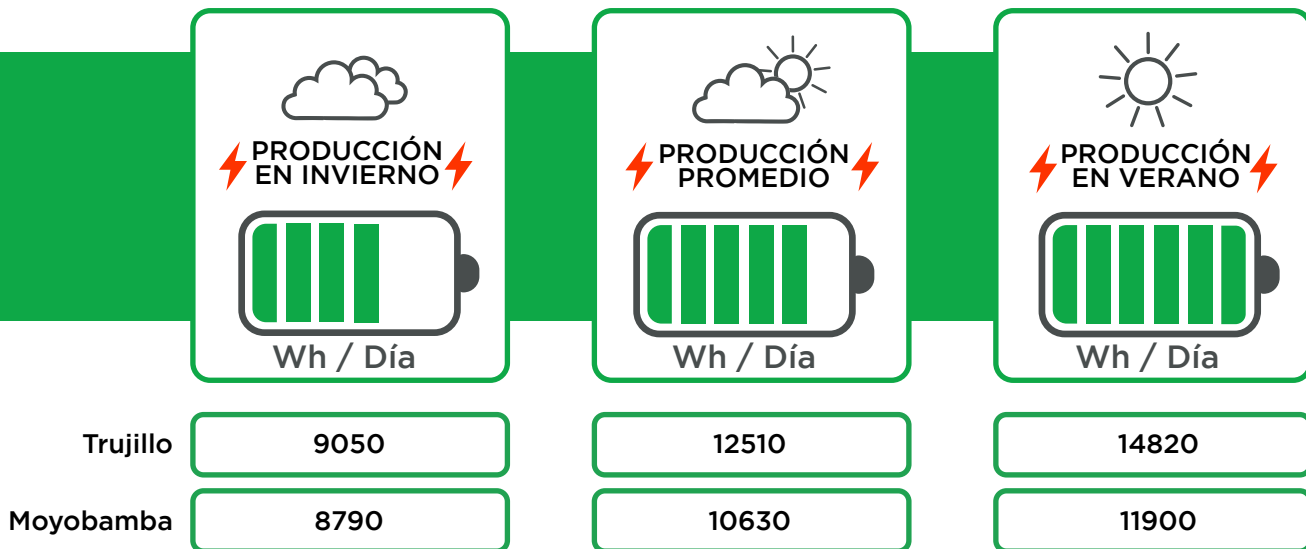 PRODUCCIÓN
EN INVIERNO
Wh / Día
PRODUCCIÓN
PROMEDIO
Wh / Día
PRODUCCIÓN
EN VERANO
Wh / Día
Trujillo 9050 12510 14820
Moyobamba 8790 10630 11900